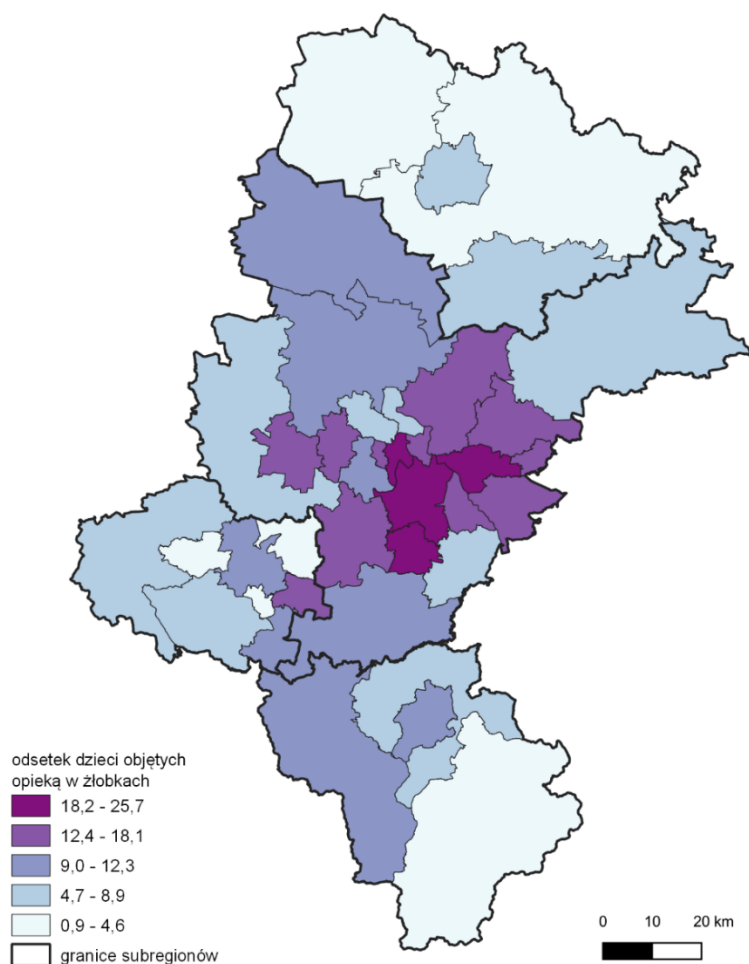 odsetek dzieci objętych
opieką w żłobkach
18,2 - 25,7
12,4 - 18,1
9,0 - 12,3
4,7 - 8,9
0,9 - 4,6
granice subregionów
0 10 20 km